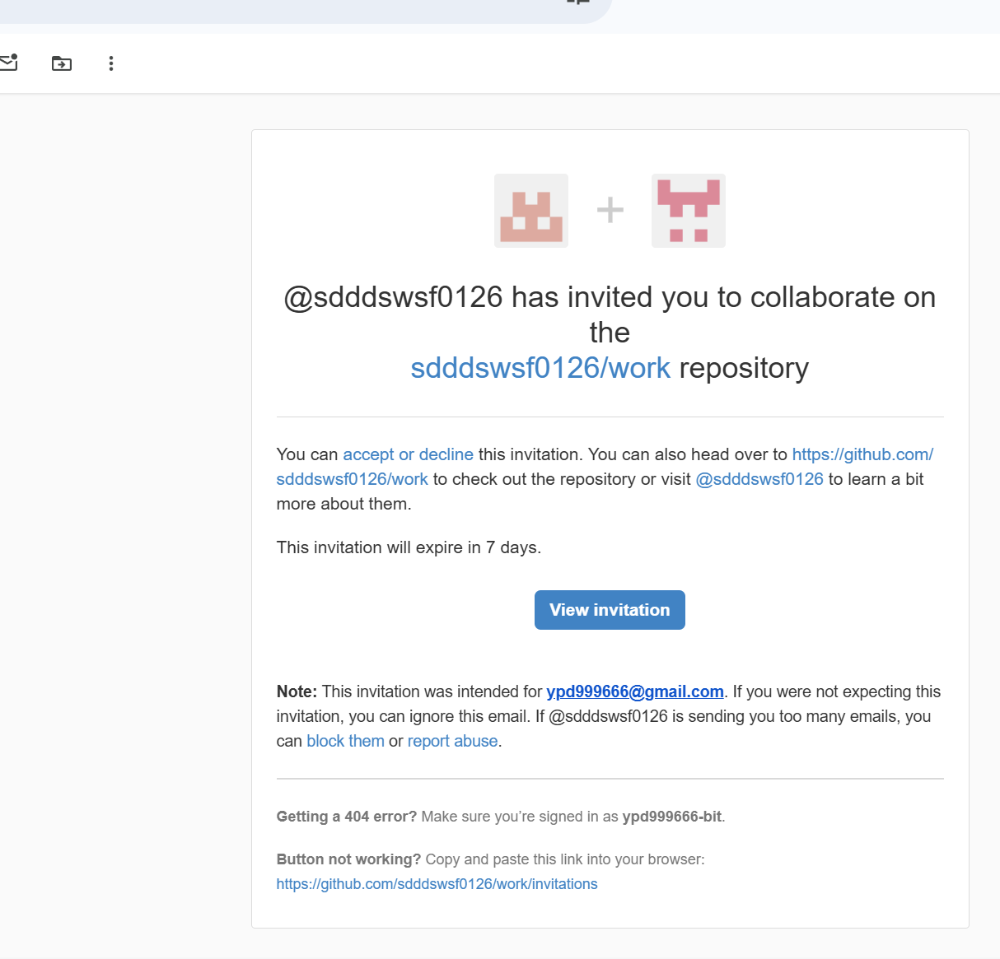 @sdddswsf0126 has invited you to collaborate on
the
sdddswsf0126/work repository
You can accept or decline this invitation. You can also head over to https://github.com/
sdddswsf0126/work to check out the repository or visit @sdddswsf0126 to learn a bit
more about them.
This invitation will expire in 7 days.
View invitation
Note: This invitation was intended for ypd999666@gmail.com. If you were not expecting this
invitation, you can ignore this email. If @sdddswsf0126 is sending you too many emails, you
can block them or report abuse.
Getting a 404 error? Make sure you’re signed in as ypd999666-bit.
Button not working? Copy and paste this link into your browser:
https://github.com/sdddswsf0126/work/invitations